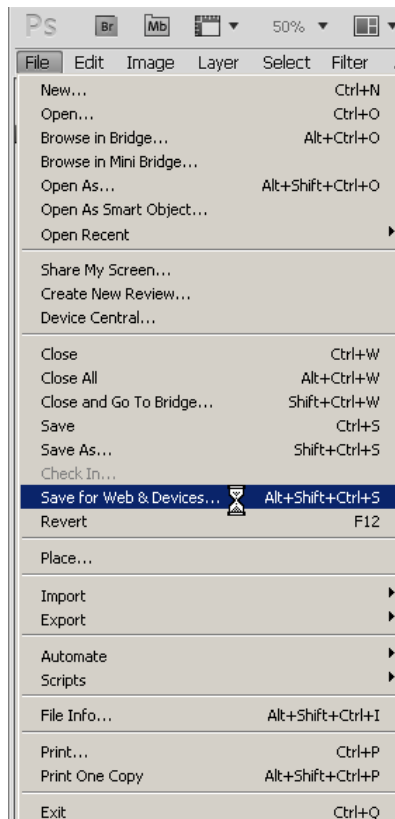 Ps Br Mb 50%
File Edit Image Layer Select Filter
New... Ctrl+N
Open... Ctrl+O
Browse in Bridge... Alt+Ctrl+O
Browse in Mini Bridge...
Open As... Alt+Shift+Ctrl+O
Open As Smart Object...
Open Recent
Share My Screen...
Create New Review...
Device Central...
Close Ctrl+W
Close All Alt+Ctrl+W
Close and Go To Bridge... Shift+Ctrl+W
Save Ctrl+S
Save As... Shift+Ctrl+S
Check In...
Save for Web & Devices... Alt+Shift+Ctrl+S
Revert F12
Place...
Import
Export
Automate
Scripts
File Info... Alt+Shift+Ctrl+I
Print... Ctrl+P
Print One Copy Alt+Shift+Ctrl+P
Exit Ctrl+Q